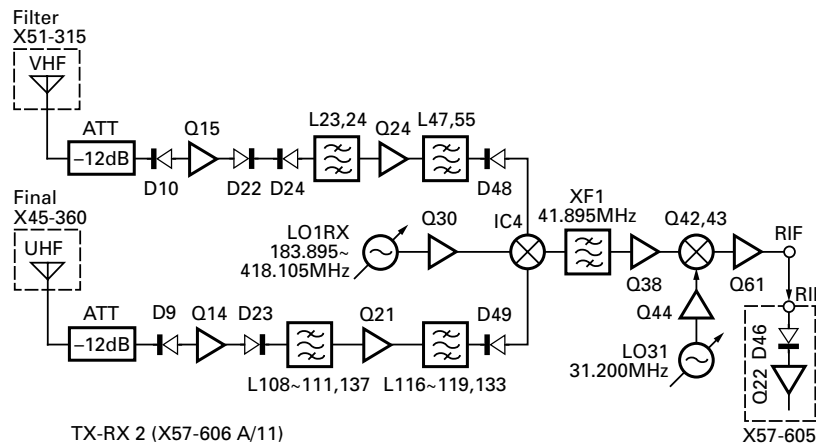 Filter
X51-315
VHF
ATT
–12dB
D10
Q15
D22
D24
L23,24
Q24
L47,55
D48
Final
X45-360
UHF
ATT
–12dB
D9
Q14
D23
L108~111,137
Q21
L116~119,133
D49
LO1RX
183.895~
418.105MHz
Q30
IC4
XF1
41.895MHz
Q38
Q42,43
Q44
LO31
31.200MHz
Q61
RIF
RIF
D46
Q22
X57-605
TX-RX 2 (X57-606 A/11)